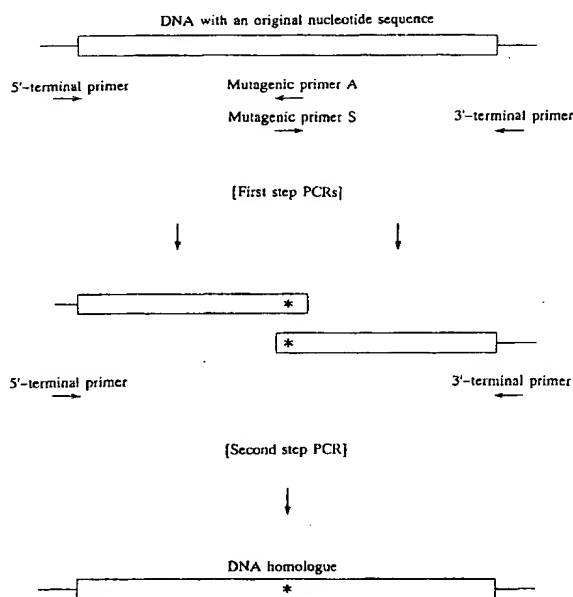 DNA with an original nucleotide sequence
5'-terminal primer
Mutagenic primer A
Mutagenic primer S
3'-terminal primer
[First step PCRs]
*
*
5'-terminal primer
3'-terminal primer
[Second step PCR]
DNA homologue
*